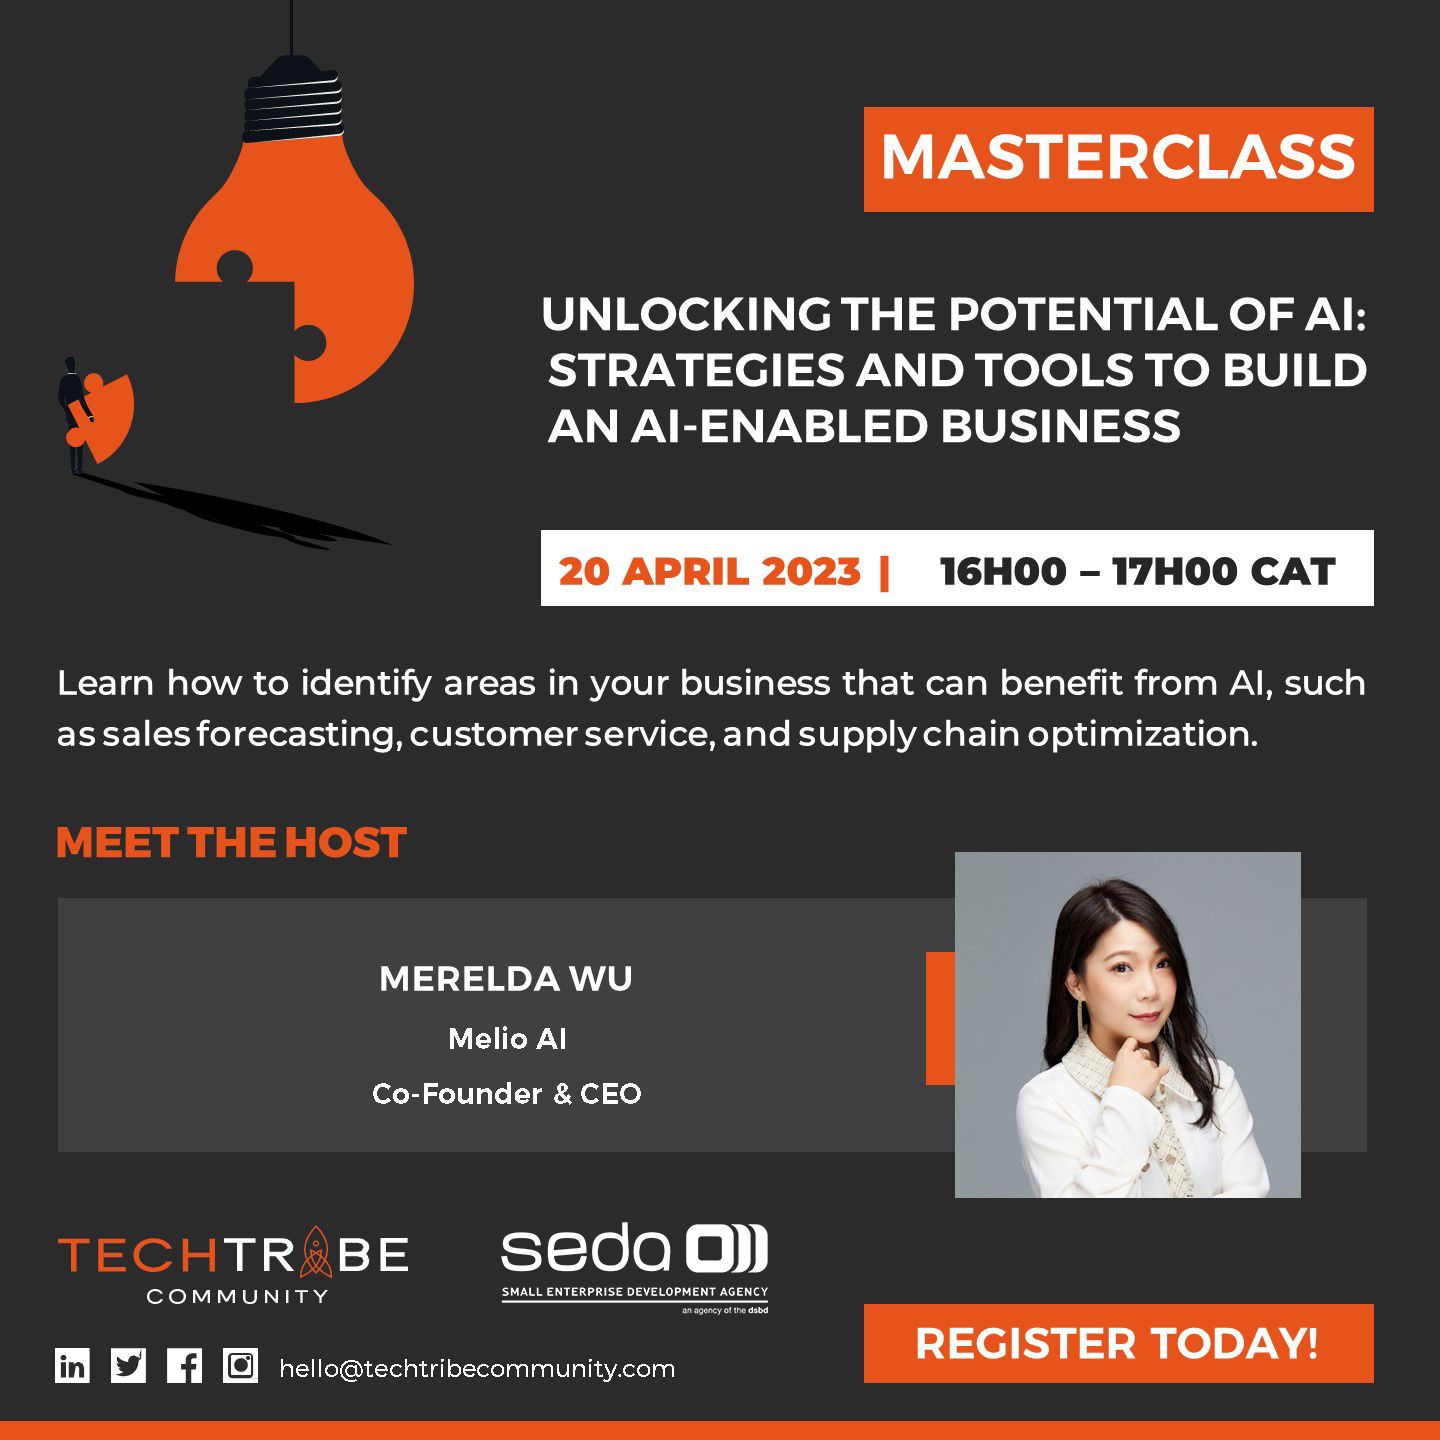 MASTERCLASS
UNLOCKING THE POTENTIAL OF AI:
STRATEGIES AND TOOLS TO BUILD
AN AI-ENABLED BUSINESS
20 APRIL 2023 | 16H00 – 17H00 CAT
Learn how to identify areas in your business that can benefit from AI, such
as sales forecasting, customer service, and supply chain optimization.
MEET THE HOST
MERELDA WU
Melio AI
Co-Founder & CEO
TECHTRIBE
COMMUNITY
seda
SMALL ENTERPRISE DEVELOPMENT AGENCY
an agency of the dsbd
in
f
hello@techtribecommunity.com
REGISTER TODAY!